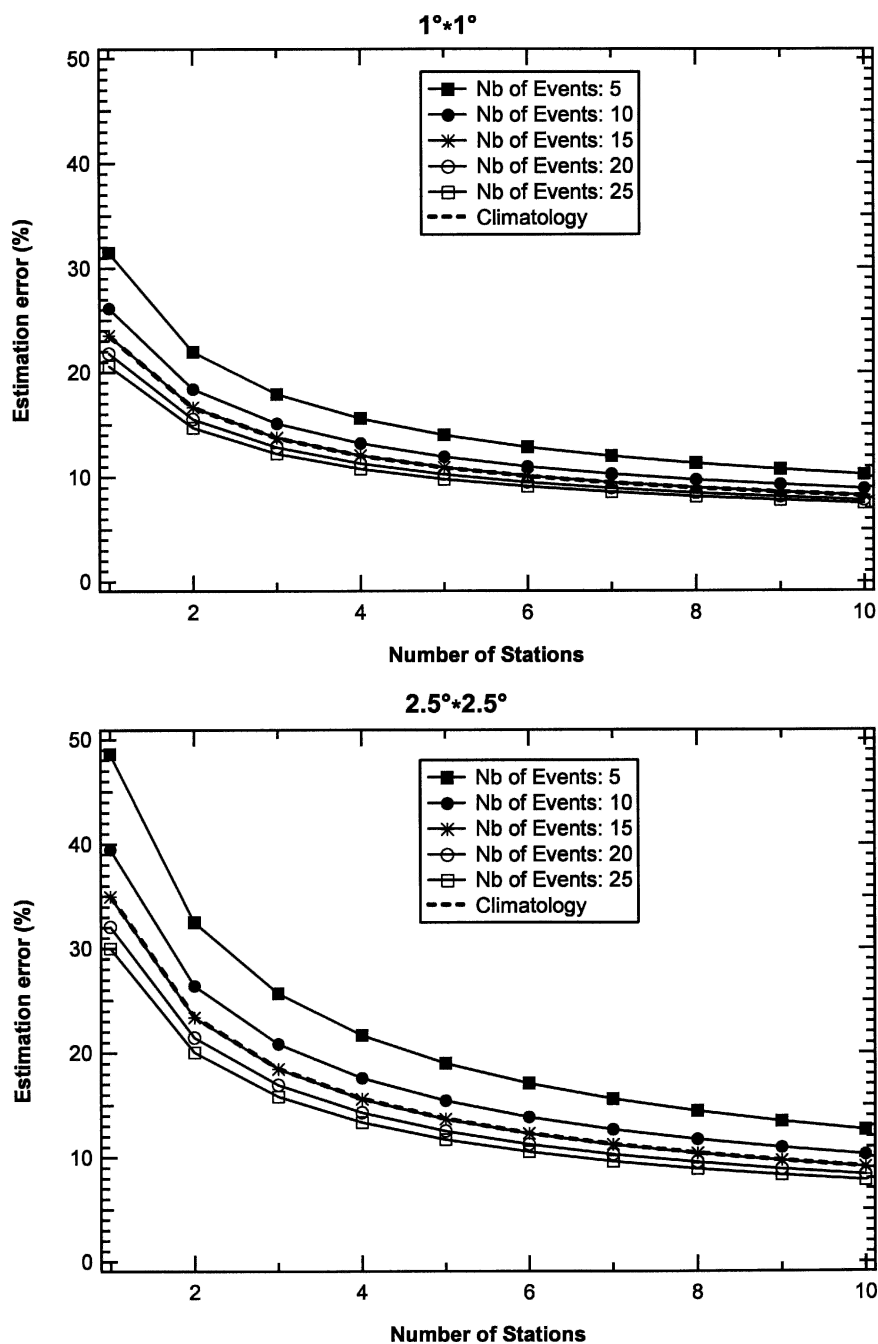 1°*1°
50
40
30
20
10
0
Estimation error (%)
Nb of Events: 5
Nb of Events: 10
Nb of Events: 15
Nb of Events: 20
Nb of Events: 25
Climatology
2 4 6 8 10
Number of Stations
2.5°*2.5°
50
40
30
20
10
0
Estimation error (%)
Nb of Events: 5
Nb of Events: 10
Nb of Events: 15
Nb of Events: 20
Nb of Events: 25
Climatology
2 4 6 8 10
Number of Stations